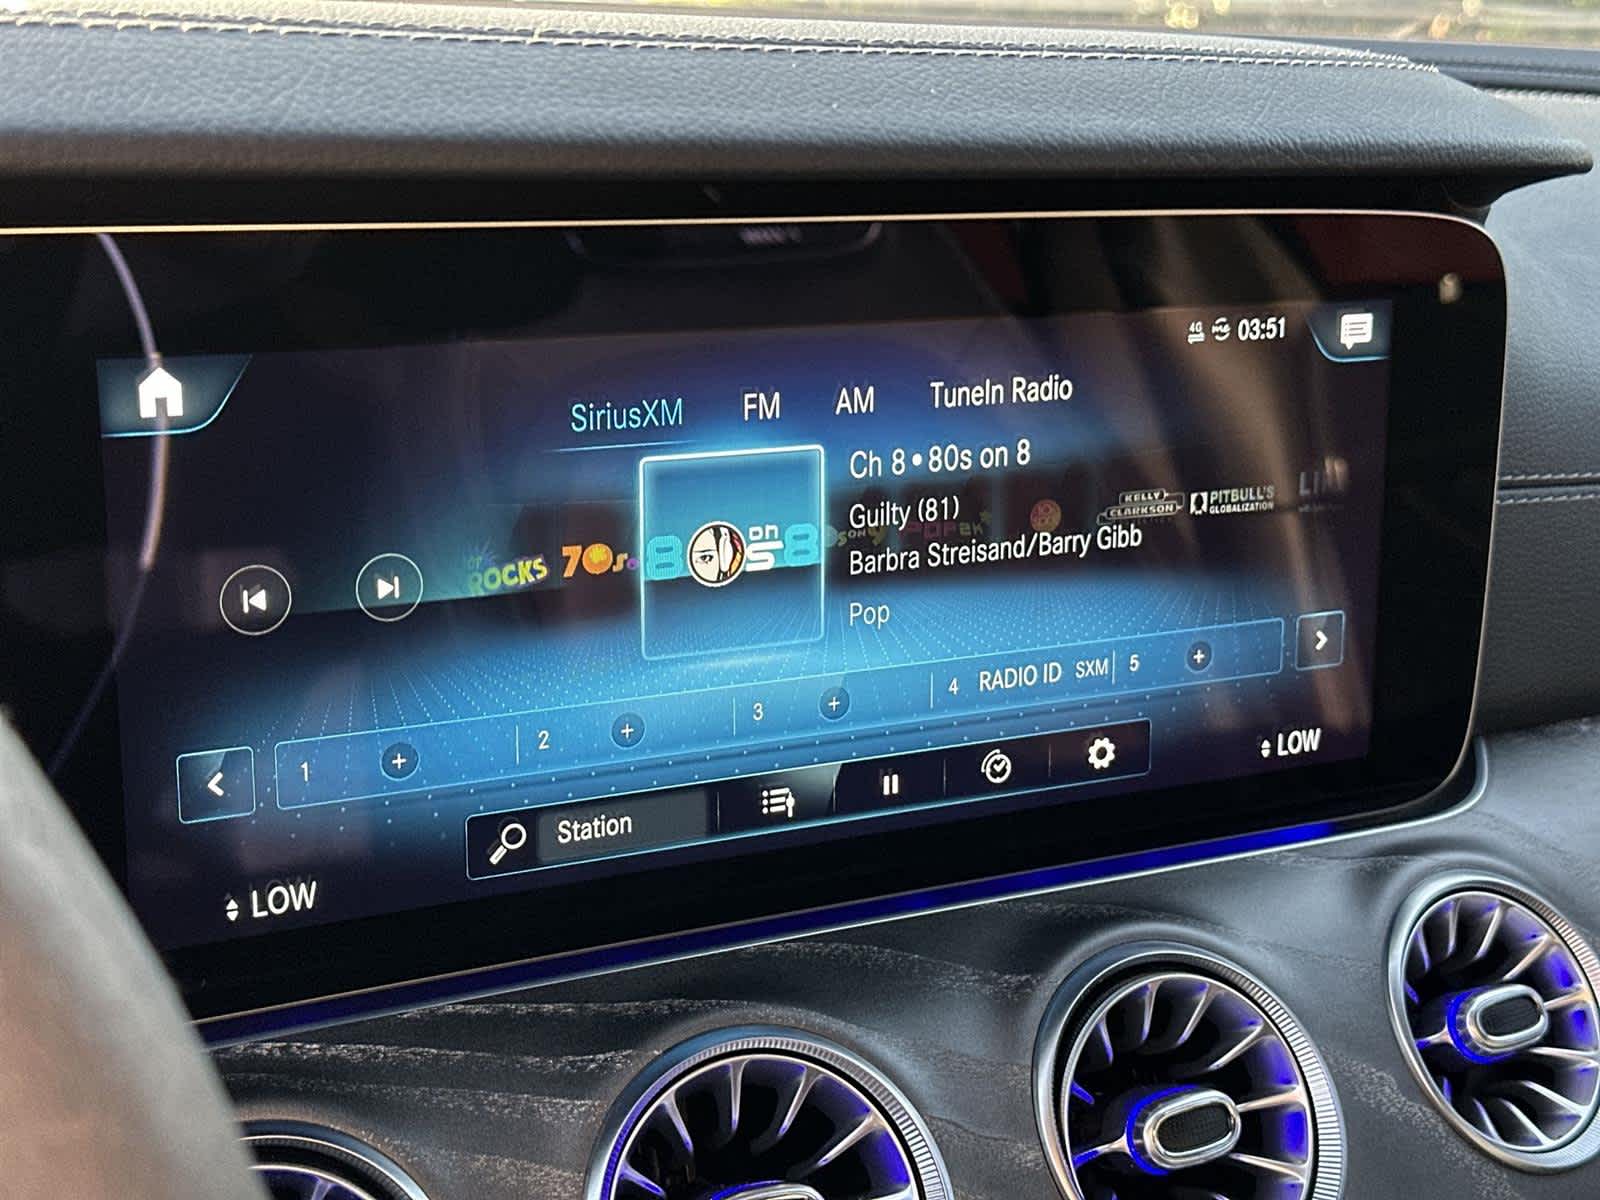 4G 03:51
SiriusXM FM AM TuneIn Radio
Ch 8 • 80s on 8
Guilty (81)
Barbra Streisand/Barry Gibb
Pop
ROCKS
70s
80s on 8
POP2K
KELLY CLARKSON
PITBULL'S
GLOBALIZATION
1 + 2 + 3 + 4 RADIO ID SXM 5 +
Station
LOW
LOW